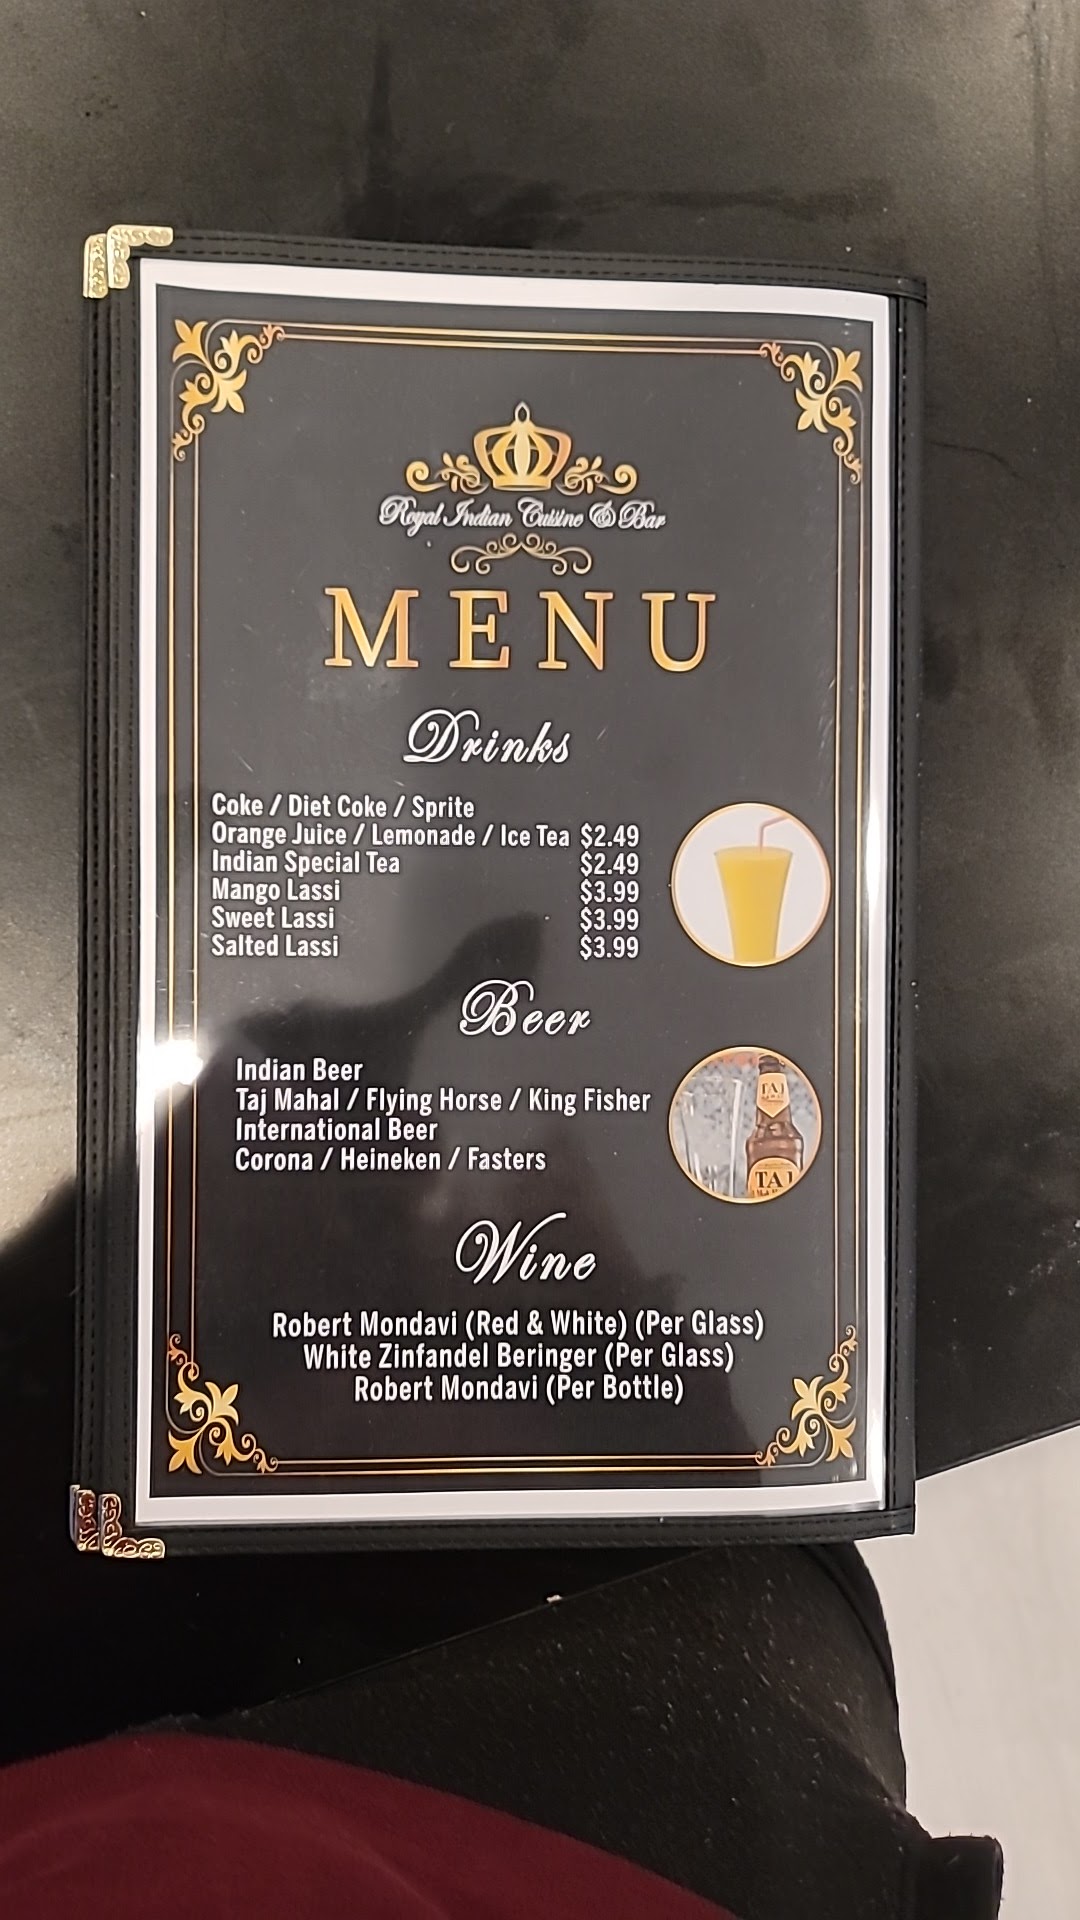 Royal Indian Cuisine & Bar
MENU
Drinks
Coke / Diet Coke / Sprite
Orange Juice / Lemonade / Ice Tea $2.49
Indian Special Tea $2.49
Mango Lassi $3.99
Sweet Lassi $3.99
Salted Lassi $3.99
Beer
Indian Beer
Taj Mahal / Flying Horse / King Fisher
International Beer
Corona / Heineken / Fasters
TAJ
TAJ
Wine
Robert Mondavi (Red & White) (Per Glass)
White Zinfandel Beringer (Per Glass)
Robert Mondavi (Per Bottle)